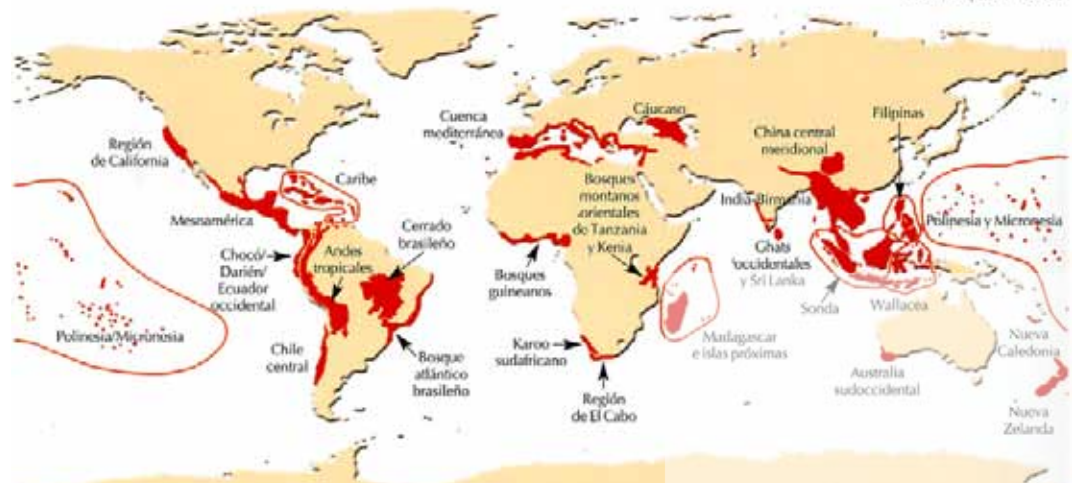 Región
de California
Mesoamérica
Caribe
Chocó/
Darién/
Ecuador
occidental
Andes
tropicales
Cerrado
brasileño
Polinesia/Micronesia
Chile
central
Bosque
atlántico
brasileño
Cuenca
mediterránea
Cáucaso
Bosques
montanos
orientales
de Tanzania
y Kenia
Bosques
guineanos
Karoo
sudafricano
Región
de El Cabo
Madagascar
e islas próximas
China central
meridional
Filipinas
India-Birmania
Ghats
occidentales
y Sri Lanka
Polinesia y Micronesia
Sonda
Wallacea
Australia
sudoccidental
Nueva
Caledonia
Nueva
Zelanda